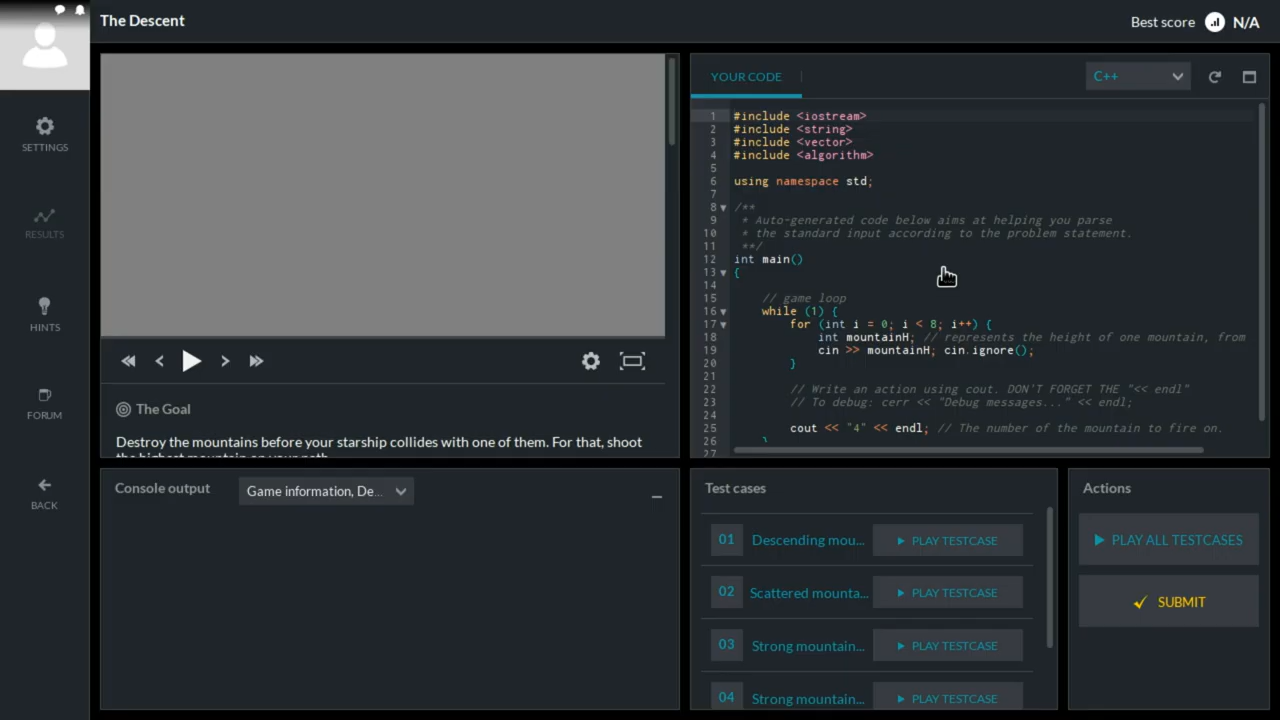 The Descent
Best score N/A
SETTINGS
RESULTS
HINTS
FORUM
BACK
The Goal
Destroy the mountains before your starship collides with one of them. For that, shoot
the highest mountain on your path.
Console output
Game information, De...
YOUR CODE
C++
1 #include <iostream>
2 #include <string>
3 #include <vector>
4 #include <algorithm>
5
6 using namespace std;
7
8 /**
9 * Auto-generated code below aims at helping you parse
10 * the standard input according to the problem statement.
11 **/
12 int main()
13 {
14
15 // game loop
16 while (1) {
17 for (int i = 0; i < 8; i++) {
18 int mountainH; // represents the height of one mountain, from
19 cin >> mountainH; cin.ignore();
20 }
21
22 // Write an action using cout. DON'T FORGET THE "<< endl"
23 // To debug: cerr << "Debug messages..." << endl;
24
25 cout << "4" << endl; // The number of the mountain to fire on.
26 }
27
Test cases
01 Descending mou... PLAY TESTCASE
02 Scattered mounta... PLAY TESTCASE
03 Strong mountain... PLAY TESTCASE
04 Strong mountain... PLAY TESTCASE
Actions
PLAY ALL TESTCASES
SUBMIT